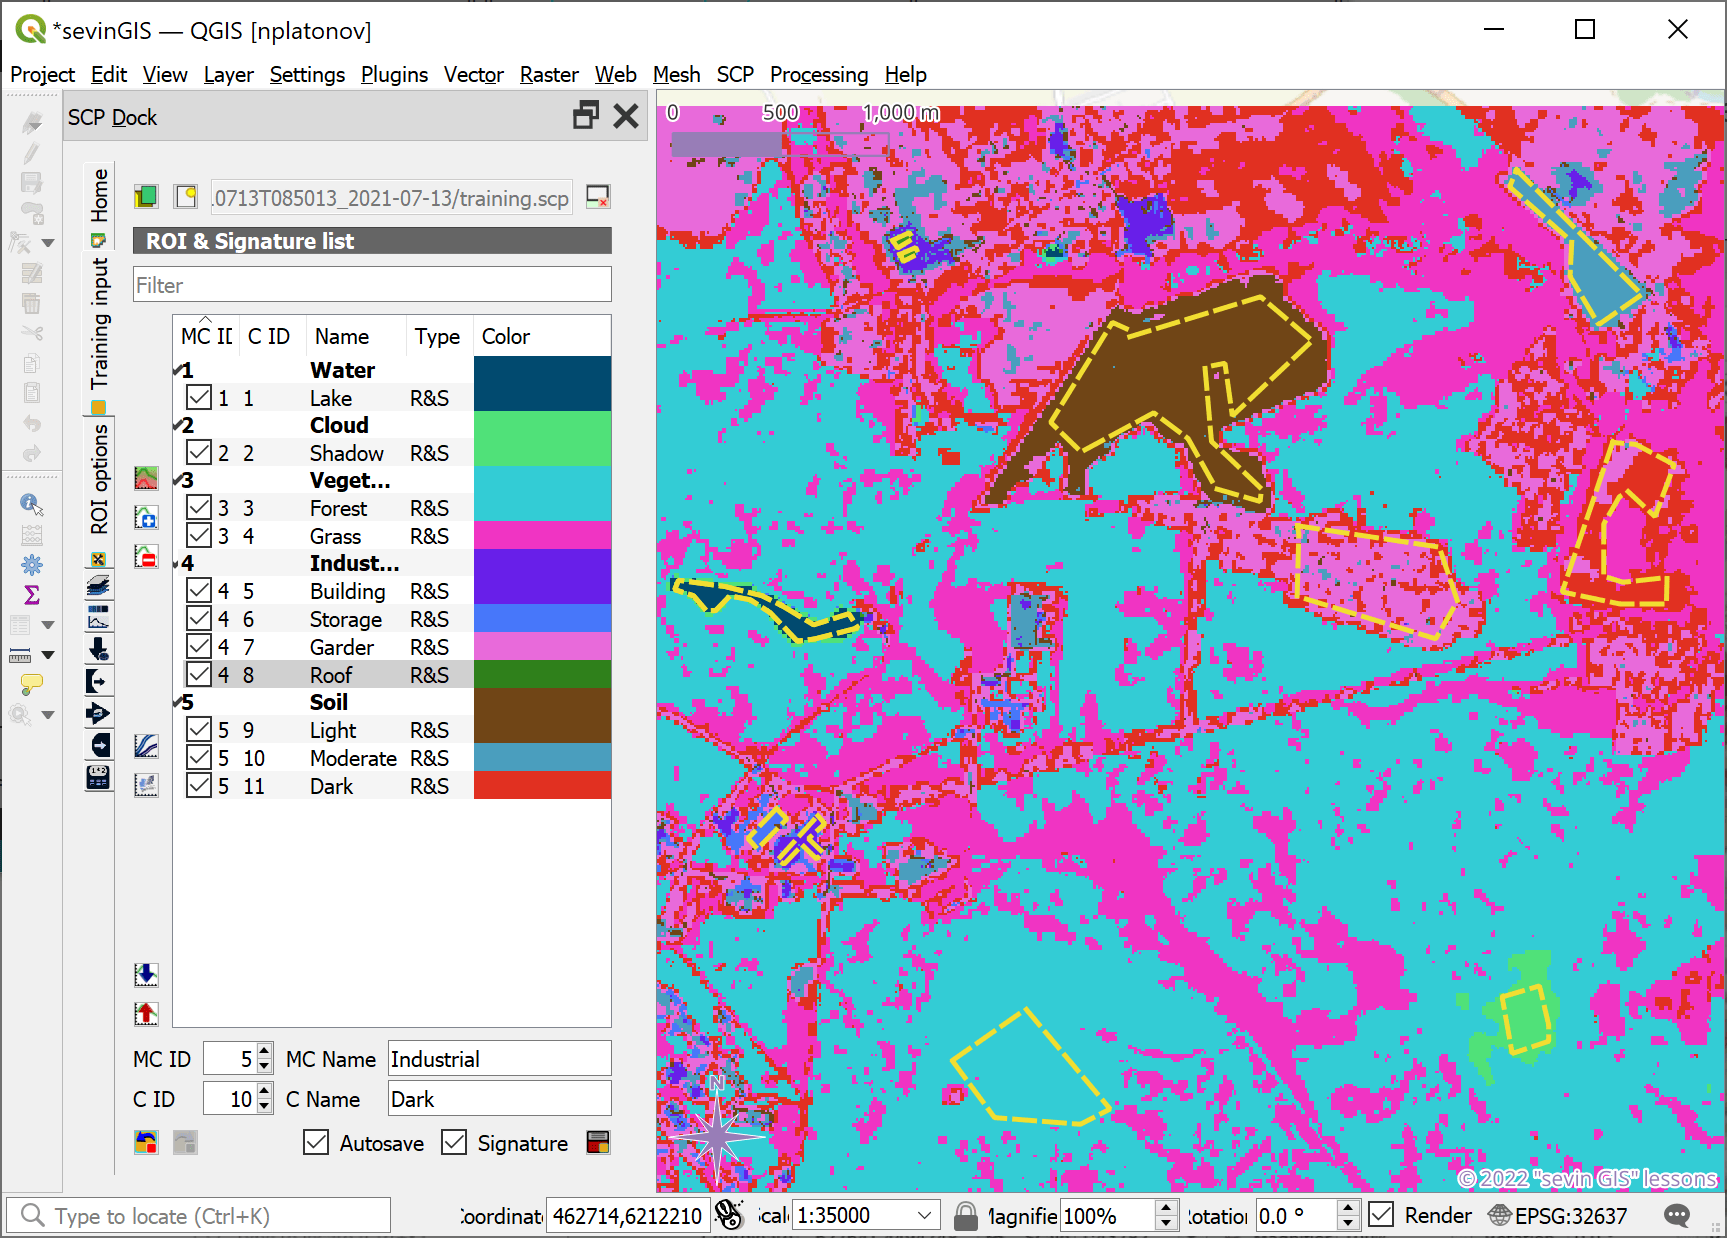 *sevinGIS — QGIS [nplatonov]
Project Edit View Layer Settings Plugins Vector Raster Web Mesh SCP Processing Help
SCP Dock
Home
Training input
ROI options
.0713T085013_2021-07-13/training.scp
ROI & Signature list
Filter
MC ID C ID Name Type Color
1 Water
1 1 Lake R&S
2 Cloud
2 2 Shadow R&S
3 Veget...
3 3 Forest R&S
3 4 Grass R&S
4 Indust...
4 5 Building R&S
4 6 Storage R&S
4 7 Garder R&S
4 8 Roof R&S
5 Soil
5 9 Light R&S
5 10 Moderate R&S
5 11 Dark R&S
MC ID 5 MC Name Industrial
C ID 10 C Name Dark
Autosave Signature
0 500 1,000 m
N
© 2022 "sevin GIS" lessons
Type to locate (Ctrl+K)
Coordinate 462714,6212210 Scale 1:35000 Magnifie 100% Rotation 0.0 ° Render EPSG:32637